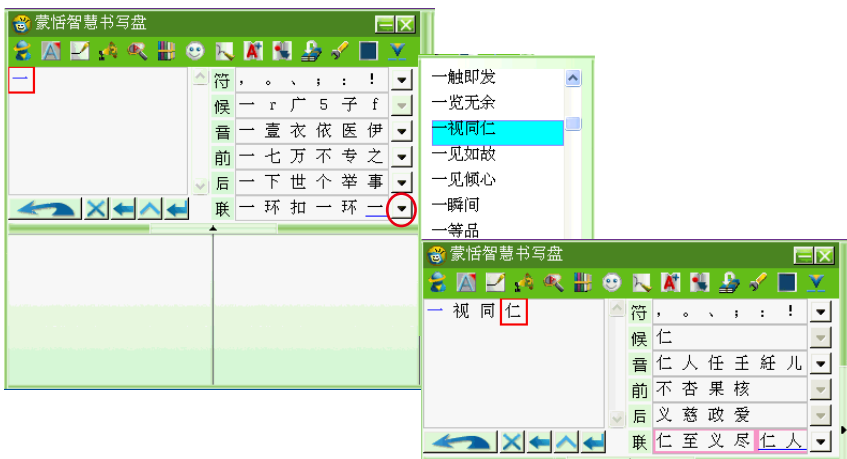 蒙恬智慧书写盘
一
符 ， 。 、 ； ： ！
候 一 r 广 5 子 f
音 一 壹 衣 依 医 伊
前 一 七 万 不 专 之
后 一 下 世 个 举 事
联 一 环 扣 一 环 一
一触即发
一览无余
一视同仁
一见如故
一见倾心
一瞬间
一等品
蒙恬智慧书写盘
一 视 同 仁
符 ， 。 、 ； ： ！
候 仁
音 仁 人 任 壬 紝 儿
前 不 杏 果 核
后 义 慈 政 爱
联 仁 至 义 尽 仁 人